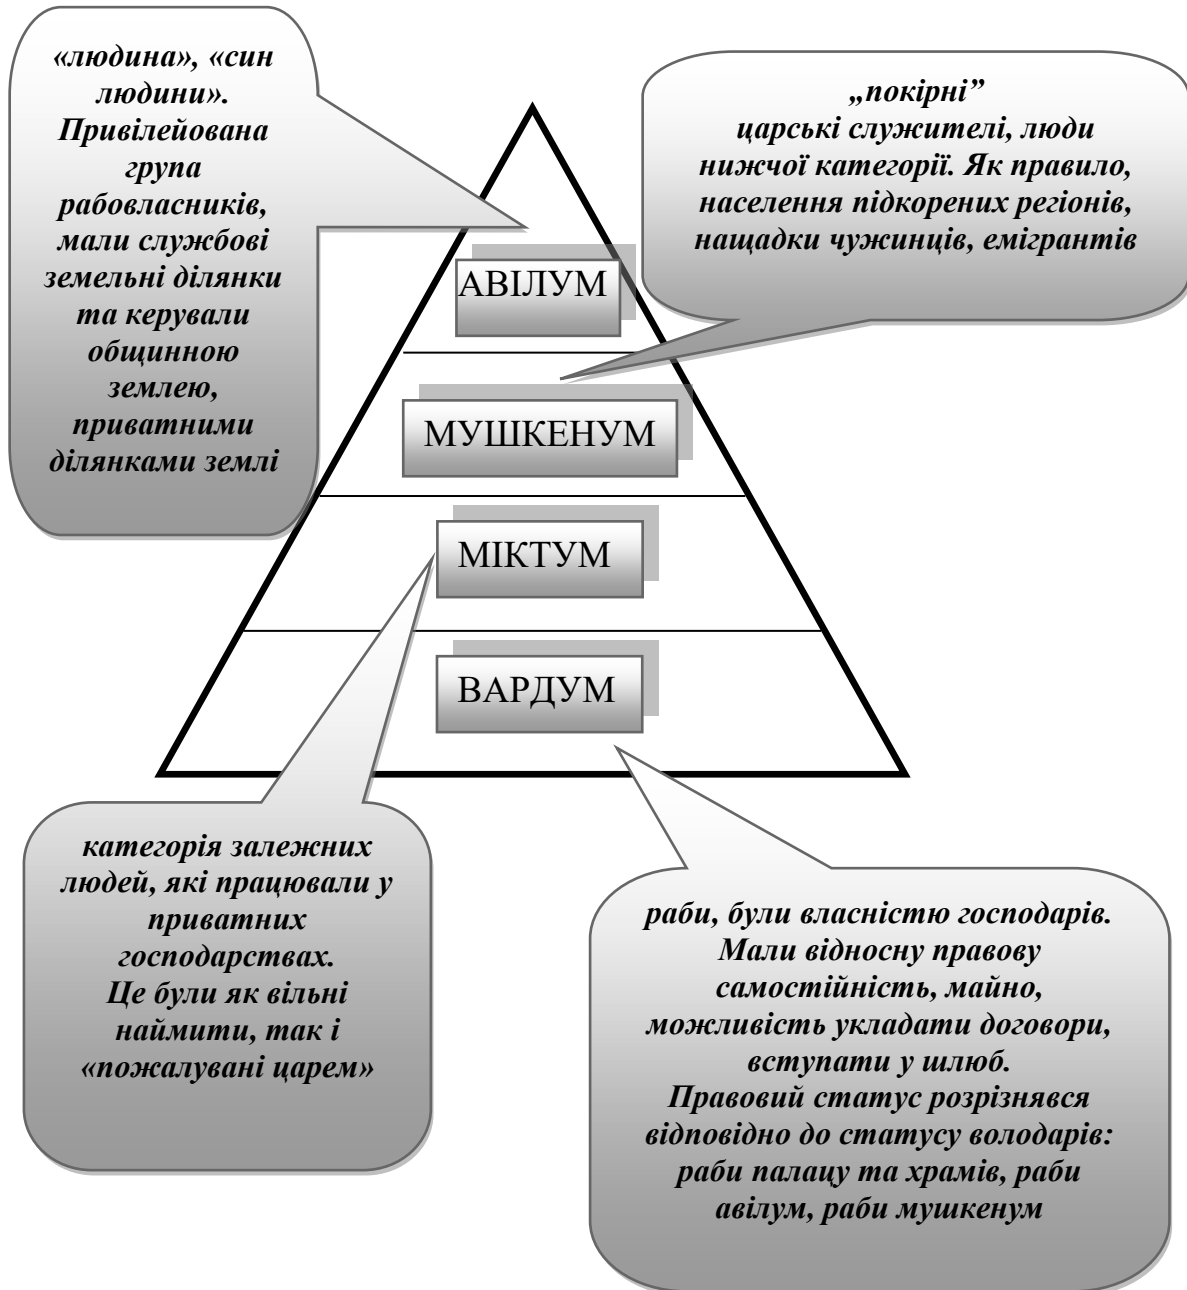 «людина», «син
людини».
Привілейована
група
рабовласників,
мали службові
земельні ділянки
та керували
общинною
землею,
приватними
ділянками землі
„покірні”
царські служителі, люди
нижчої категорії. Як правило,
населення підкорених регіонів,
нащадки чужинців, емігрантів
АВІЛУМ
МУШКЕНУМ
МІКТУМ
ВАРДУМ
категорія залежних
людей, які працювали у
приватних
господарствах.
Це були як вільні
наймити, так і
«пожалувані царем»
раби, були власністю господарів.
Мали відносну правову
самостійність, майно,
можливість укладати договори,
вступати у шлюб.
Правовий статус розрізнявся
відповідно до статусу володарів:
раби палацу та храмів, раби
авілум, раби мушкенум